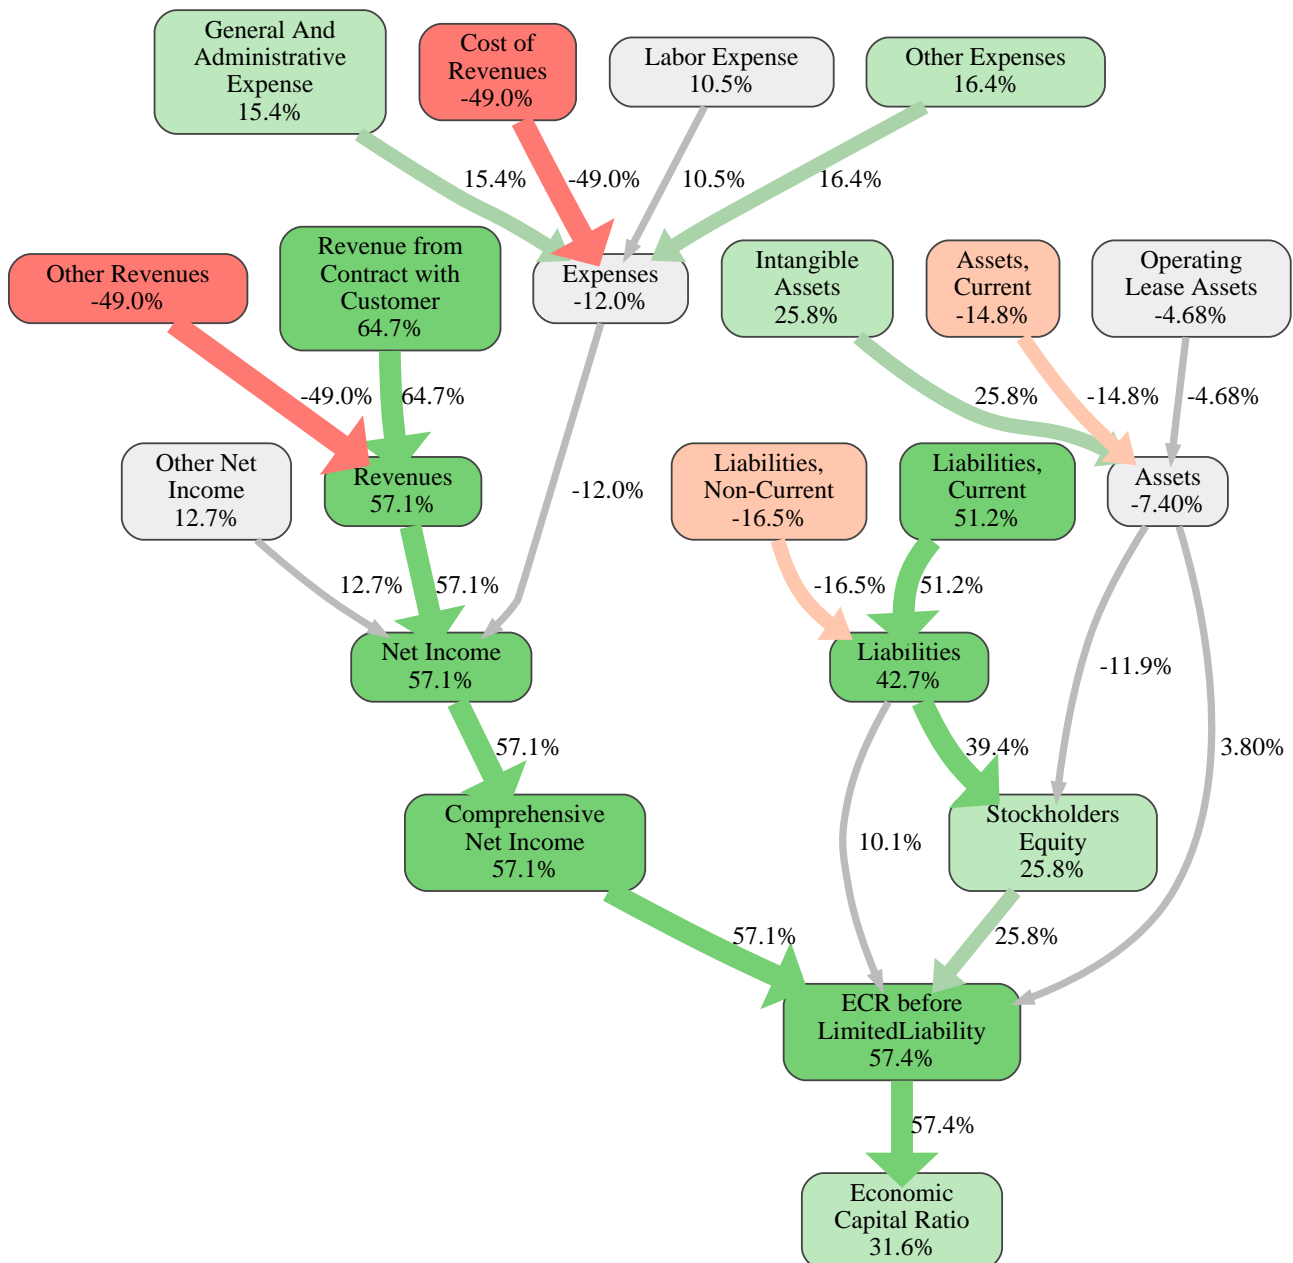 General And
Administrative
Expense
15.4%
Cost of
Revenues
-49.0%
Labor Expense
10.5%
Other Expenses
16.4%
15.4%
-49.0%
10.5%
16.4%
Other Revenues
-49.0%
Revenue from
Contract with
Customer
64.7%
Expenses
-12.0%
Intangible
Assets
25.8%
Assets,
Current
-14.8%
Operating
Lease Assets
-4.68%
-49.0%
64.7%
25.8%
-14.8%
-4.68%
Other Net
Income
12.7%
Revenues
57.1%
-12.0%
Liabilities,
Non-Current
-16.5%
Liabilities,
Current
51.2%
Assets
-7.40%
12.7%
57.1%
-16.5%
51.2%
Net Income
57.1%
Liabilities
42.7%
-11.9%
57.1%
39.4%
3.80%
Comprehensive
Net Income
57.1%
10.1%
Stockholders
Equity
25.8%
57.1%
25.8%
ECR before
LimitedLiability
57.4%
57.4%
Economic
Capital Ratio
31.6%